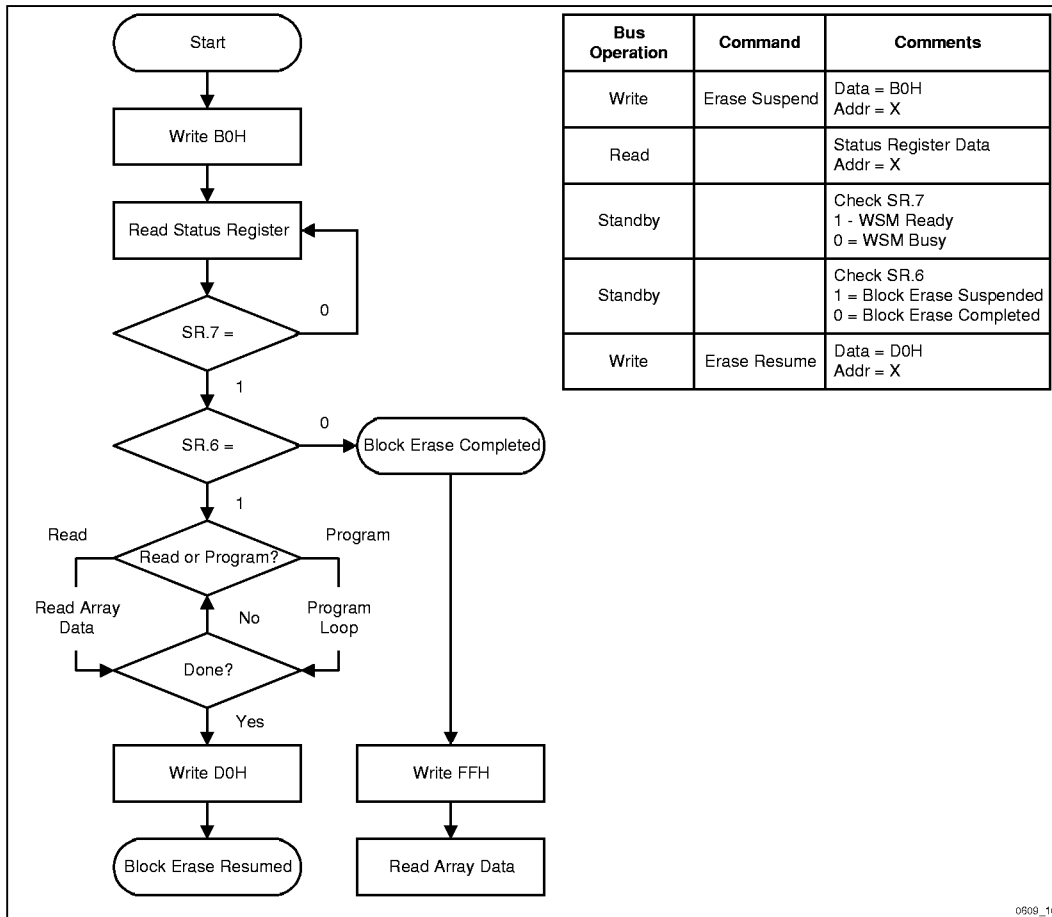 Start
Write B0H
Read Status Register
0
SR.7 =
1
0
SR.6 =
Block Erase Completed
1
Read
Program
Read or Program?
Read Array
Data
No
Program
Loop
Done?
Yes
Write D0H
Write FFH
Block Erase Resumed
Read Array Data
Bus
Operation
Command
Comments
Write
Erase Suspend
Data = B0H
Addr = X
Read
Status Register Data
Addr = X
Standby
Check SR.7
1 - WSM Ready
0 = WSM Busy
Standby
Check SR.6
1 = Block Erase Suspended
0 = Block Erase Completed
Write
Erase Resume
Data = D0H
Addr = X